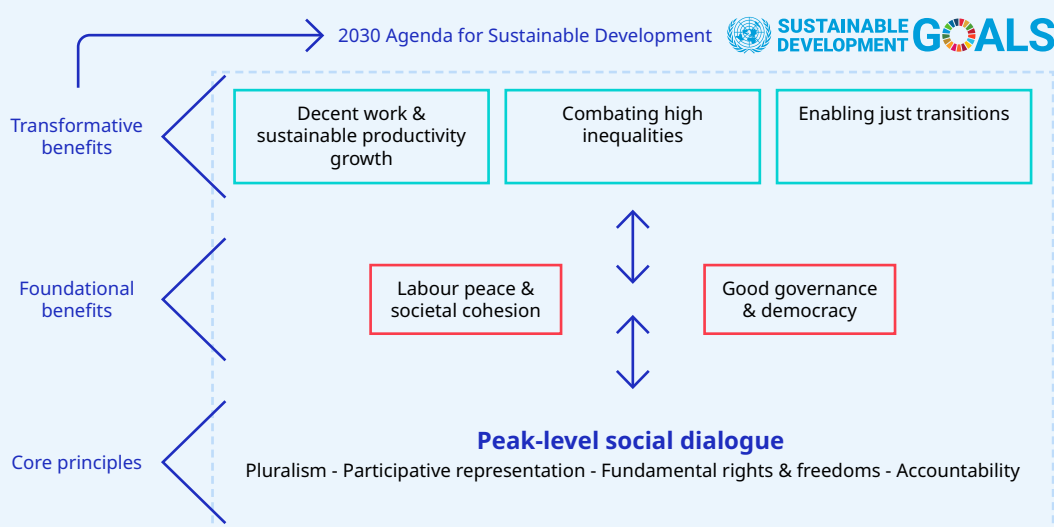 2030 Agenda for Sustainable Development
SUSTAINABLE
DEVELOPMENT
GOALS
Transformative
benefits
Decent work &
sustainable productivity
growth
Combating high
inequalities
Enabling just transitions
Foundational
benefits
Labour peace &
societal cohesion
Good governance
& democracy
Core principles
Peak-level social dialogue
Pluralism - Participative representation - Fundamental rights & freedoms - Accountability